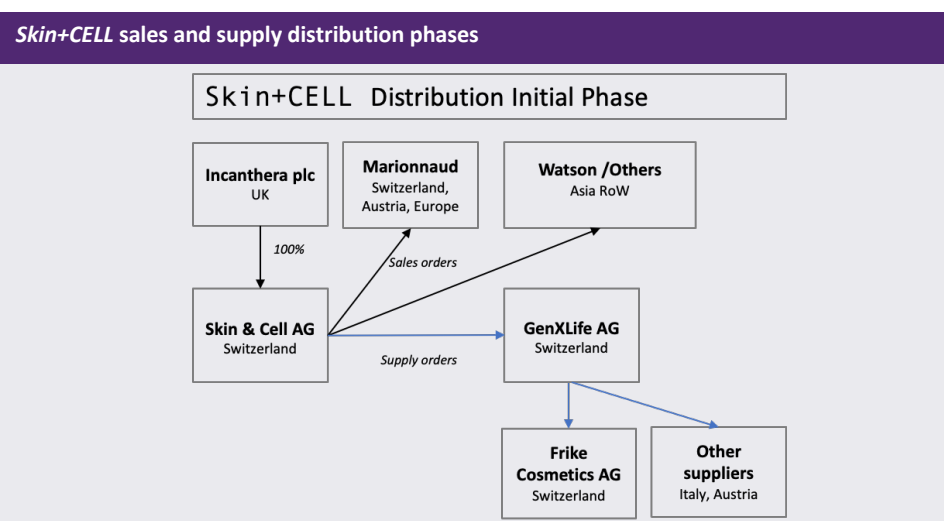 Skin+CELL sales and supply distribution phases
Skin+CELL Distribution Initial Phase
Incanthera plc
UK
Marionnaud
Switzerland,
Austria, Europe
Watson /Others
Asia RoW
100%
Sales orders
Skin & Cell AG
Switzerland
Supply orders
GenXLife AG
Switzerland
Frike
Cosmetics AG
Switzerland
Other
suppliers
Italy, Austria